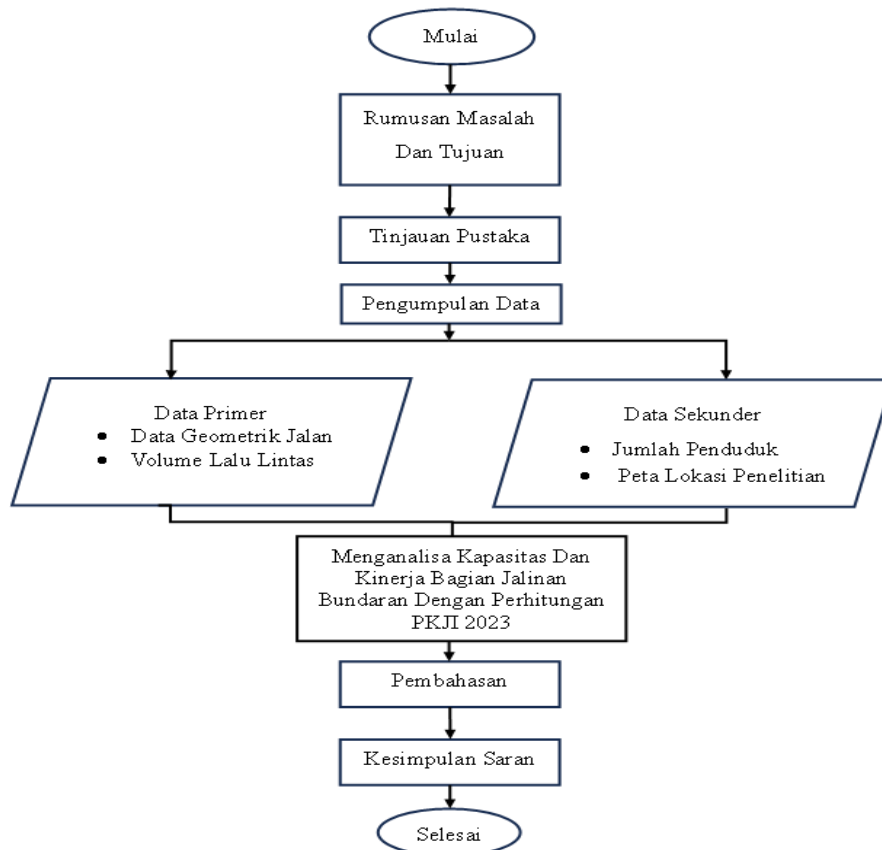 Mulai
Rumusan Masalah
Dan Tujuan
Tinjauan Pustaka
Pengumpulan Data
Data Primer
• Data Geometrik Jalan
• Volume Lalu Lintas
Data Sekunder
• Jumlah Penduduk
• Peta Lokasi Penelitian
Menganalisa Kapasitas Dan
Kinerja Bagian Jalinan
Bundaran Dengan Perhitungan
PKJI 2023
Pembahasan
Kesimpulan Saran
Selesai